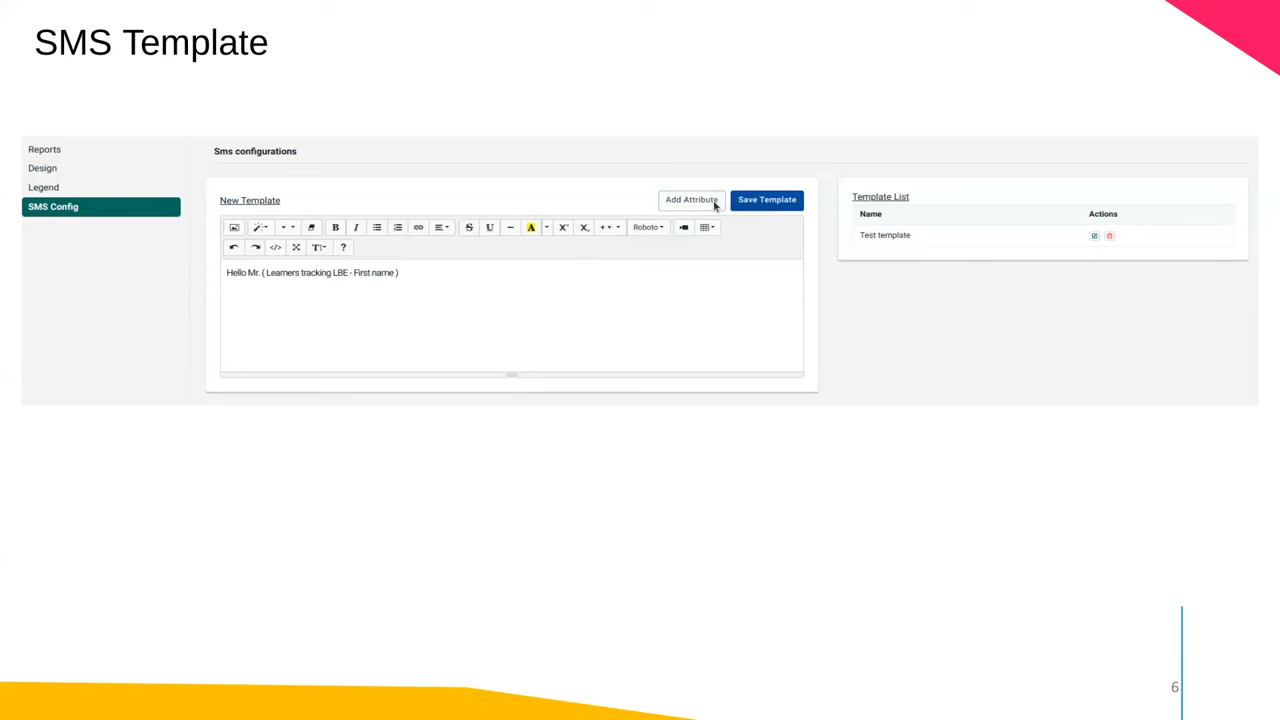 SMS Template
Reports
Design
Legend
SMS Config
Sms configurations
New Template
Add Attribute
Save Template
B I S U A X² X, Roboto
</> T ?
Hello Mr. ( Learners tracking LBE - First name )
Template List
Name Actions
Test template
6